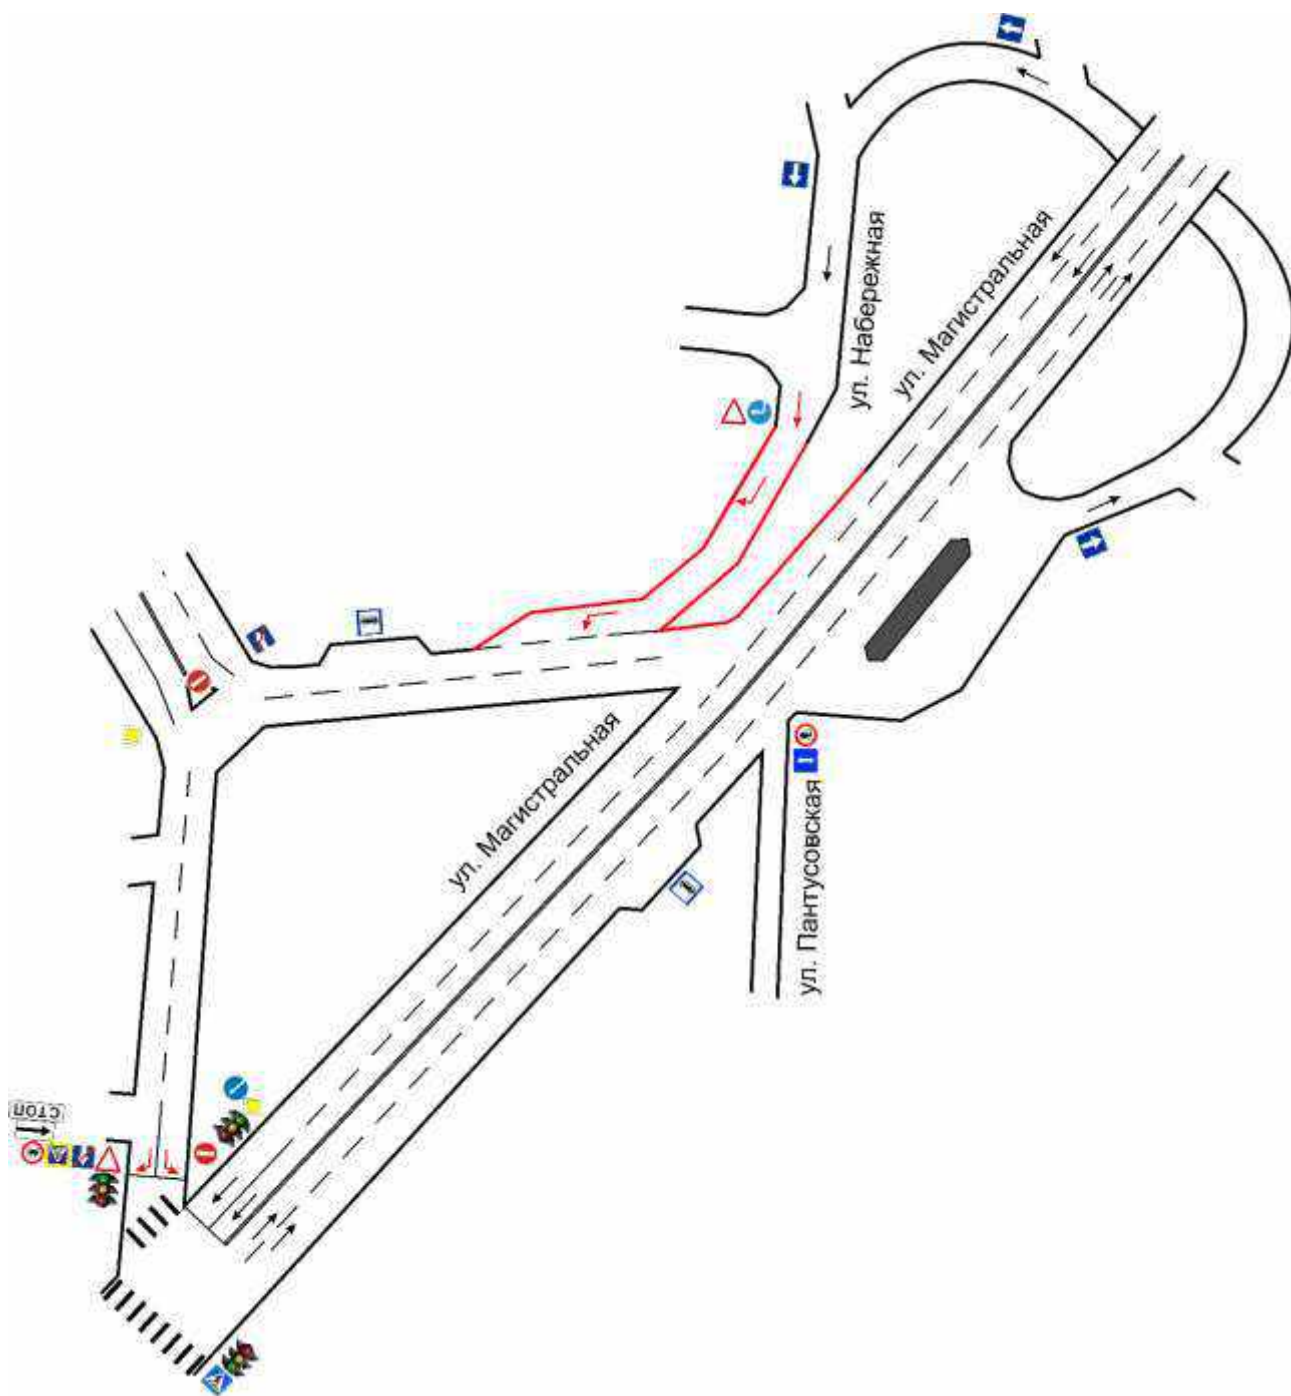 ул. Набережная
ул. Магистральная
ул. Магистральная
ул. Пантусовская
СТОП